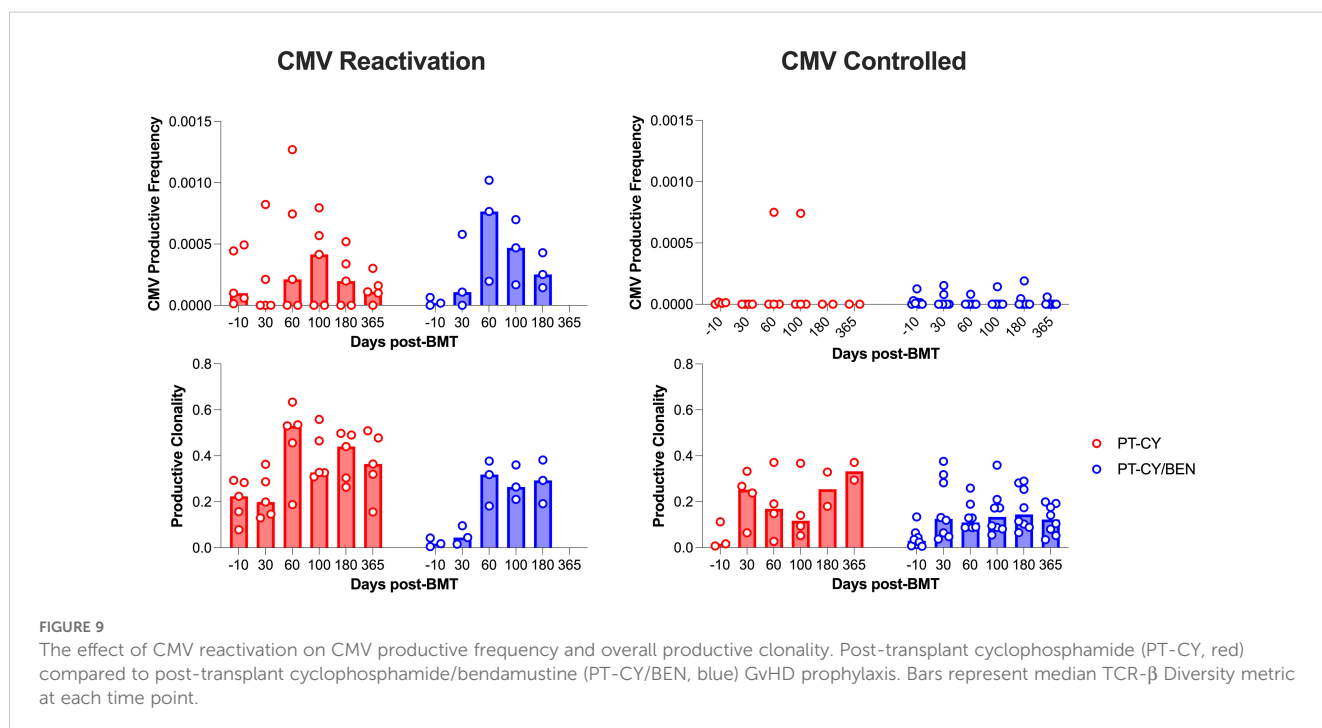 CMV Reactivation
CMV Controlled
CMV Productive Frequency
0.0015
0.0010
0.0005
0.0000
-10 30 60 100 180 365 -10 30 60 100 180 365
Days post-BMT
CMV Productive Frequency
0.0015
0.0010
0.0005
0.0000
-10 30 60 100 180 365 -10 30 60 100 180 365
Days post-BMT
Productive Clonality
0.8
0.6
0.4
0.2
0.0
-10 30 60 100 180 365 -10 30 60 100 180 365
Days post-BMT
Productive Clonality
0.8
0.6
0.4
0.2
0.0
-10 30 60 100 180 365 -10 30 60 100 180 365
Days post-BMT
PT-CY
PT-CY/BEN
FIGURE 9
The effect of CMV reactivation on CMV productive frequency and overall productive clonality. Post-transplant cyclophosphamide (PT-CY, red)
compared to post-transplant cyclophosphamide/bendamustine (PT-CY/BEN, blue) GvHD prophylaxis. Bars represent median TCR-β Diversity metric
at each time point.